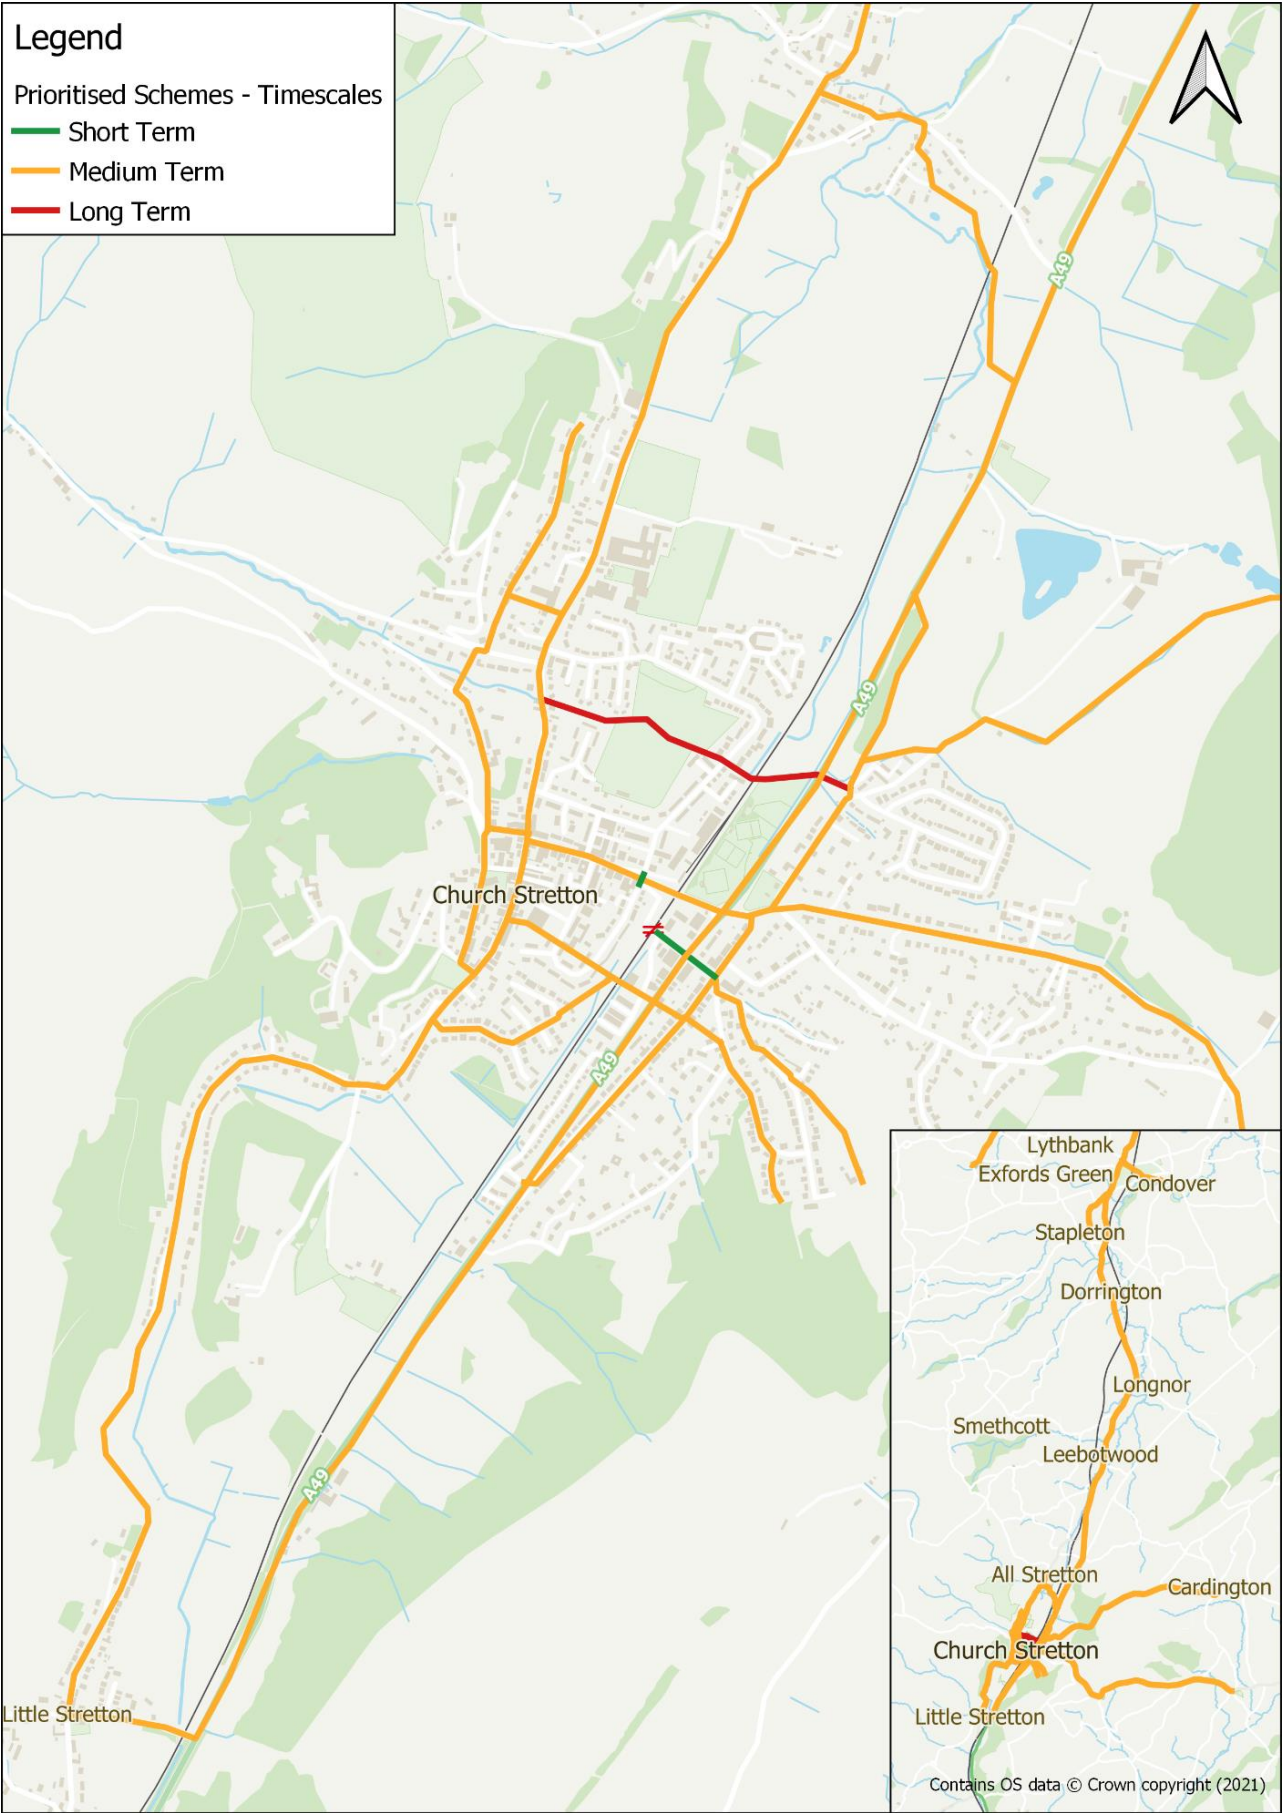 Legend
Prioritised Schemes - Timescales
Short Term
Medium Term
Long Term
A49
A49
Church Stretton
A49
A49
Little Stretton
Lythbank
Exfords Green
Condover
Stapleton
Dorrington
Longnor
Smethcott
Leebotwood
All Stretton
Cardington
Church Stretton
Little Stretton
Contains OS data © Crown copyright (2021)